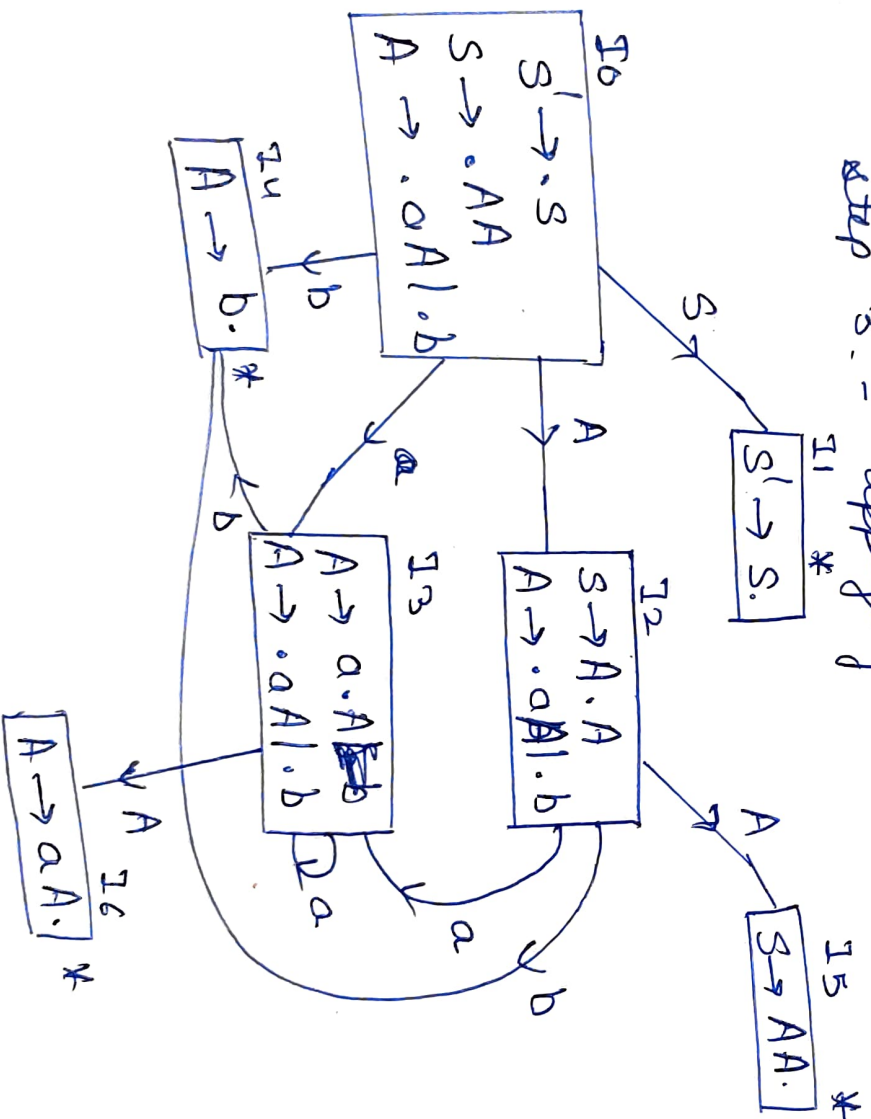 step 3.-
I0
S' → .S
S → .AA
A → .aA|.b
S
I1
S' → S.
*
A
I2
S → A.A
A → .aA|.b
A
I5
S → AA.
*
a
I3
A → a.A
A → .aA|.b
a
a
b
b
I4
A → b.
*
b
A
I6
A → aA.
*